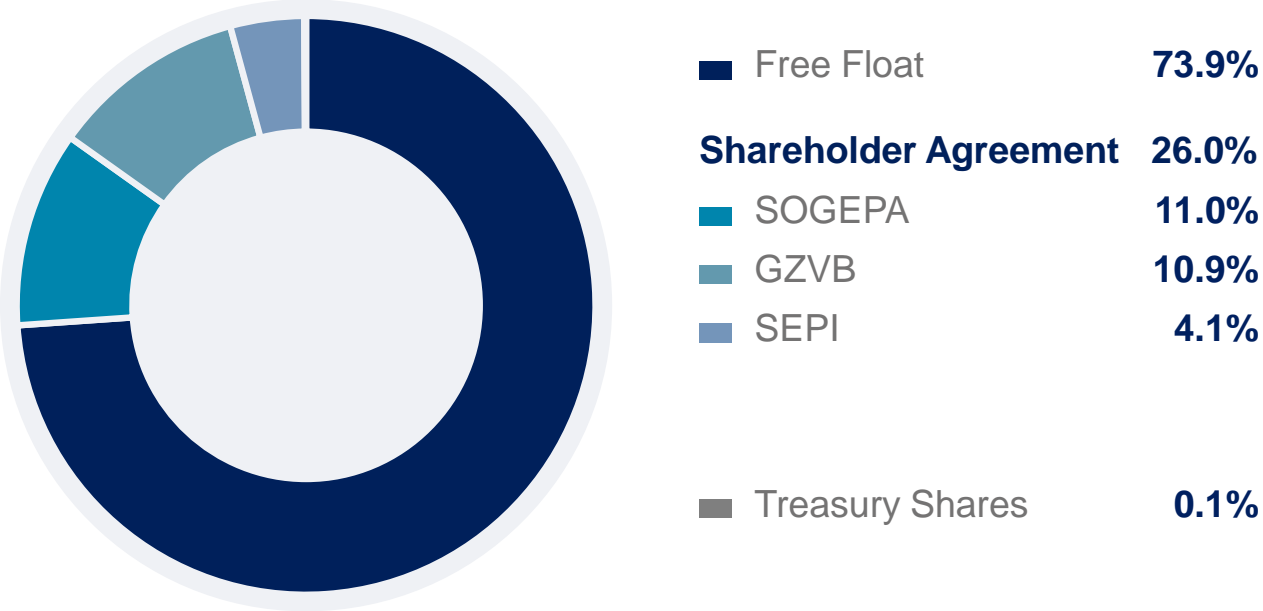 Free Float 73.9%
Shareholder Agreement 26.0%
SOGEPA 11.0%
GZVB 10.9%
SEPI 4.1%
Treasury Shares 0.1%